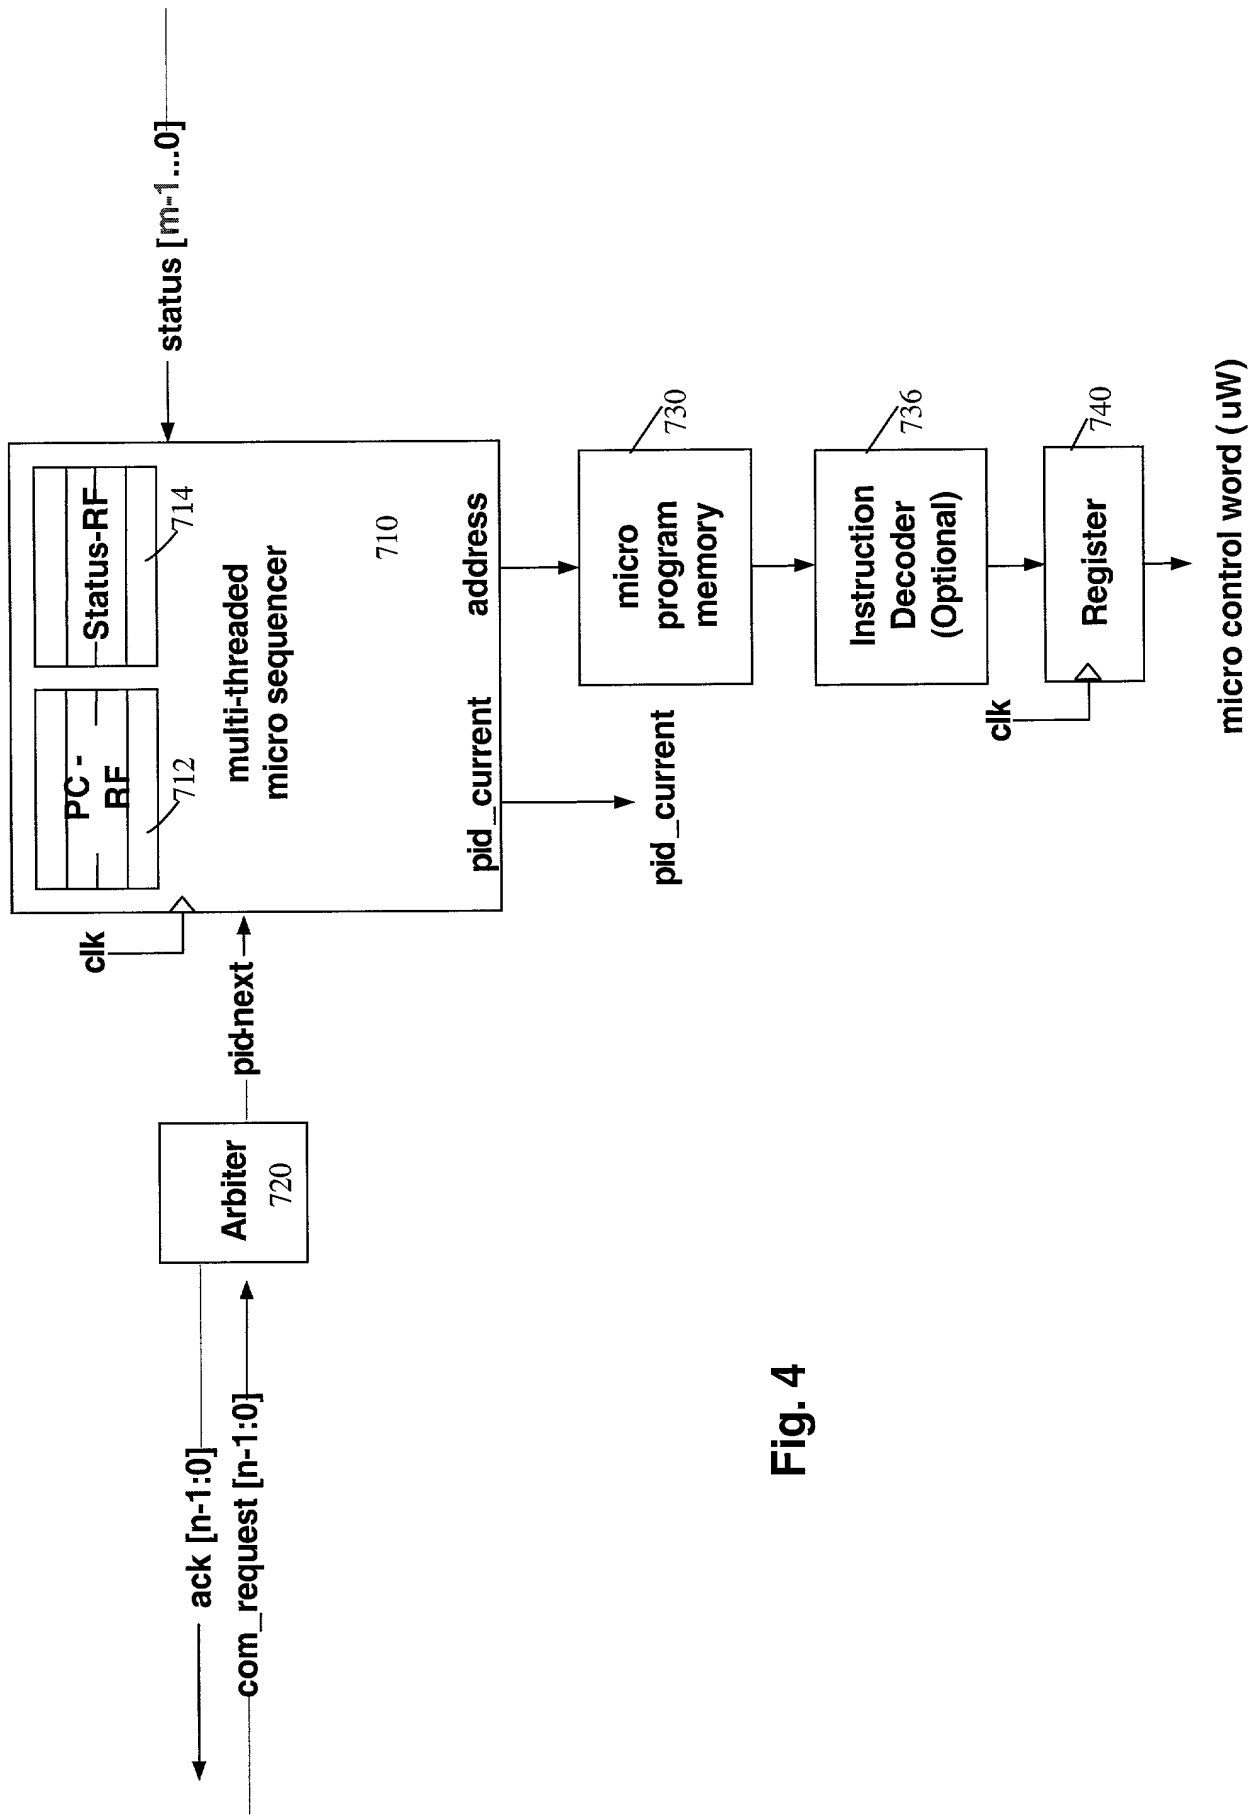 ack [n-1:0]
com_request [n-1:0]
Arbiter
720
pid-next
clk
PC -
RF
712
Status-RF
714
multi-threaded
micro sequencer
710
pid_current
address
status [m-1...0]
pid_current
micro
program
memory
730
Instruction
Decoder
(Optional)
736
clk
Register
740
micro control word ( uW)
Fig. 4